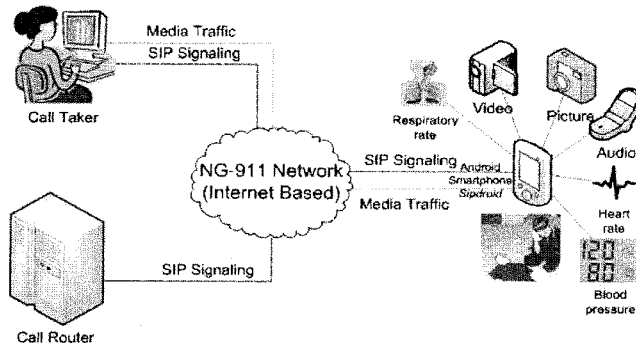 Media Traffic
SIP Signaling
Call Taker
Video
Picture
Respiratory
rate
Audio
NG-911 Network
(Internet Based)
SIP Signaling
Media Traffic
Android
Smartphone
Sipdroid
Heart
rate
120
80
Blood
pressure
SIP Signaling
Call Router